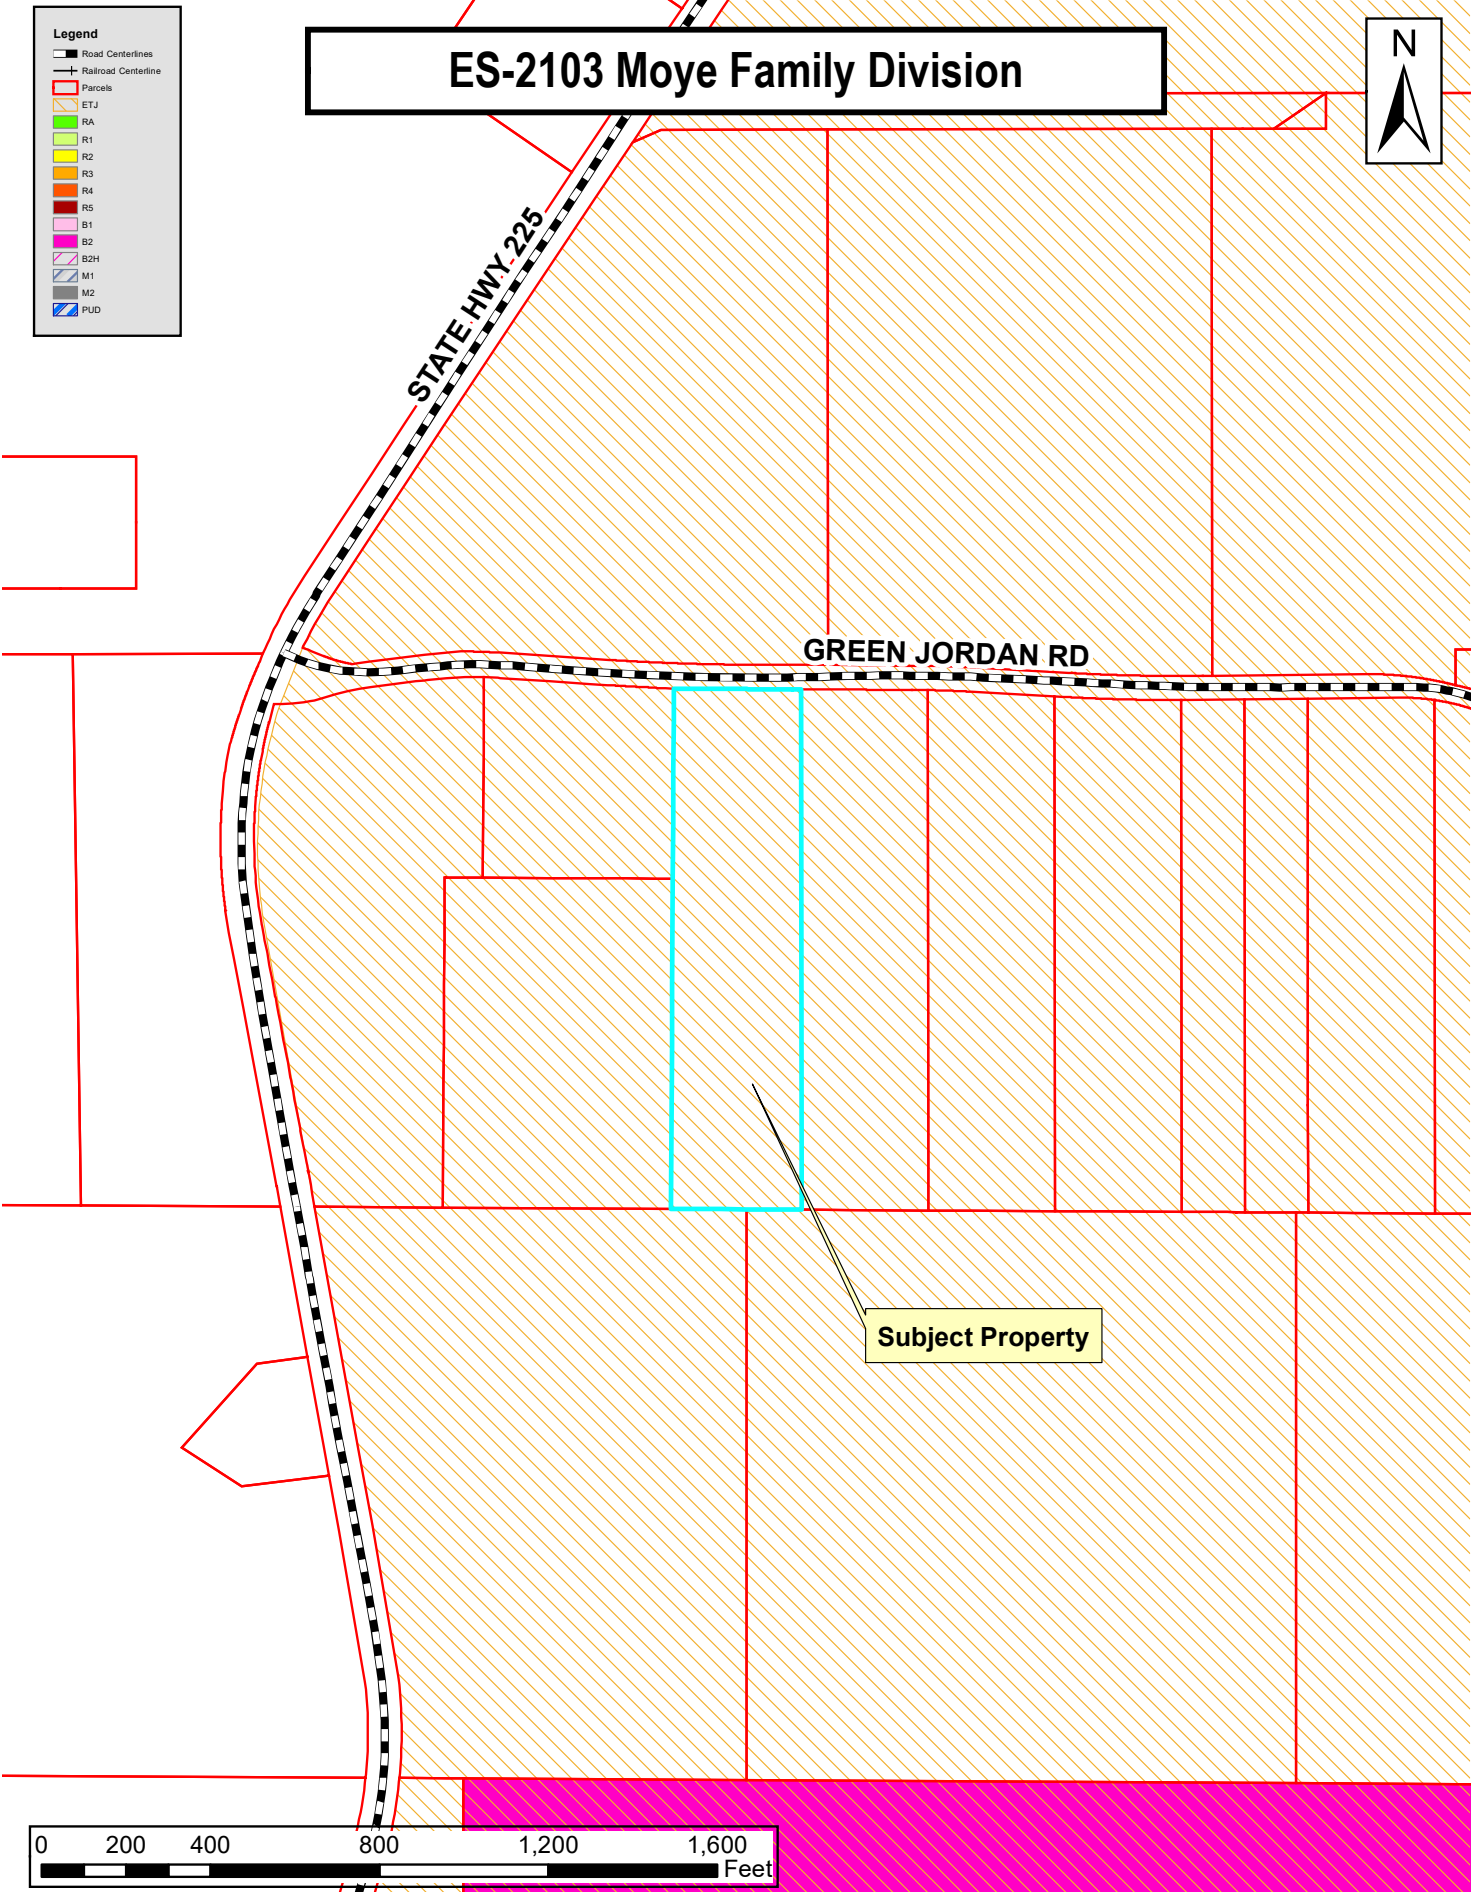 Legend
Road Centerlines
Railroad Centerline
Parcels
ETJ
RA
R1
R2
R3
R4
R5
B1
B2
B2H
M1
M2
PUD
ES-2103 Moye Family Division
N
STATE HWY 225
GREEN JORDAN RD
Subject Property
0 200 400 800 1,200 1,600
Feet